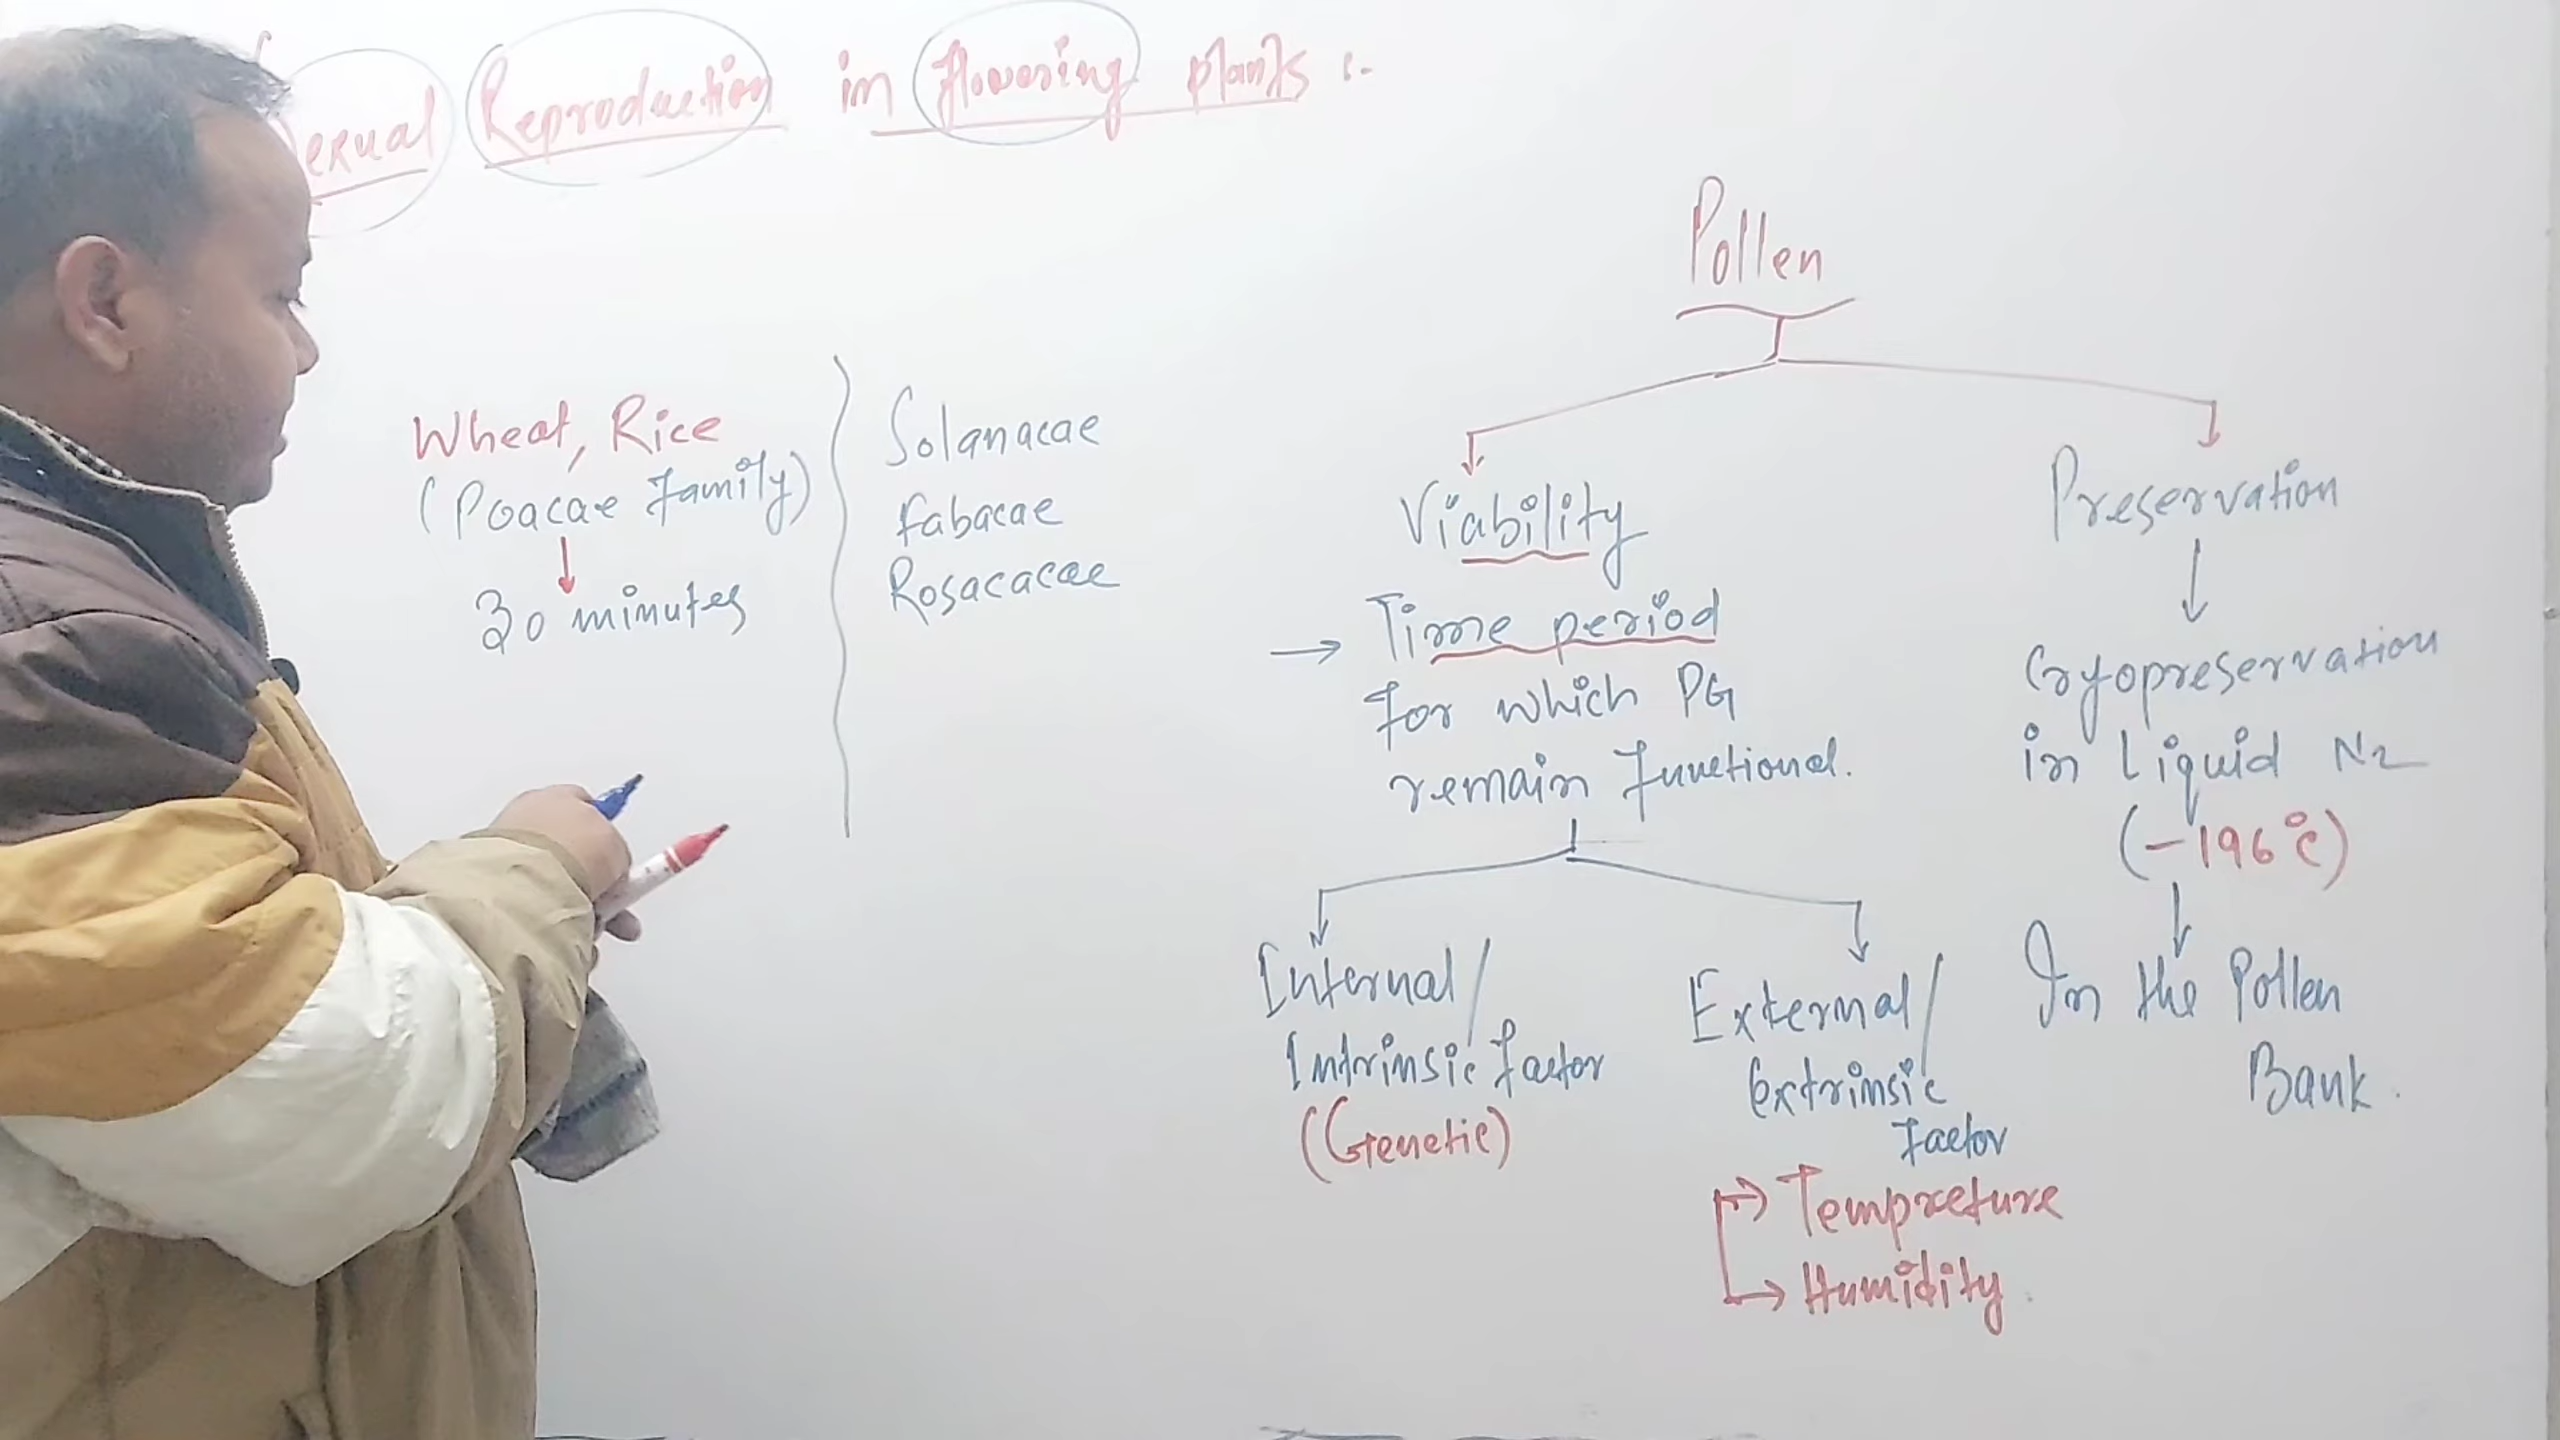 Sexual Reproduction in flowering plants :-
Wheat, Rice
(Poacae Family)
30 minutes
Solanacae
Fabacae
Rosacacae
Pollen
Viability
→ Time period
for which PG
remain functional.
Internal/
Intrinsic factor
(Genetic)
External/
Extrinsic
factor
→ Tempreture
→ Humidity.
Preservation
Cryopreservation
in Liquid N2
(-196°c)
In the Pollen
Bank.